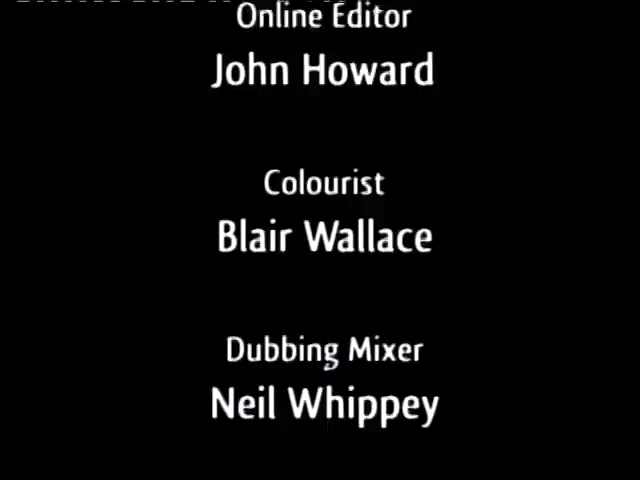 Online Editor
John Howard
Colourist
Blair Wallace
Dubbing Mixer
Neil Whippey